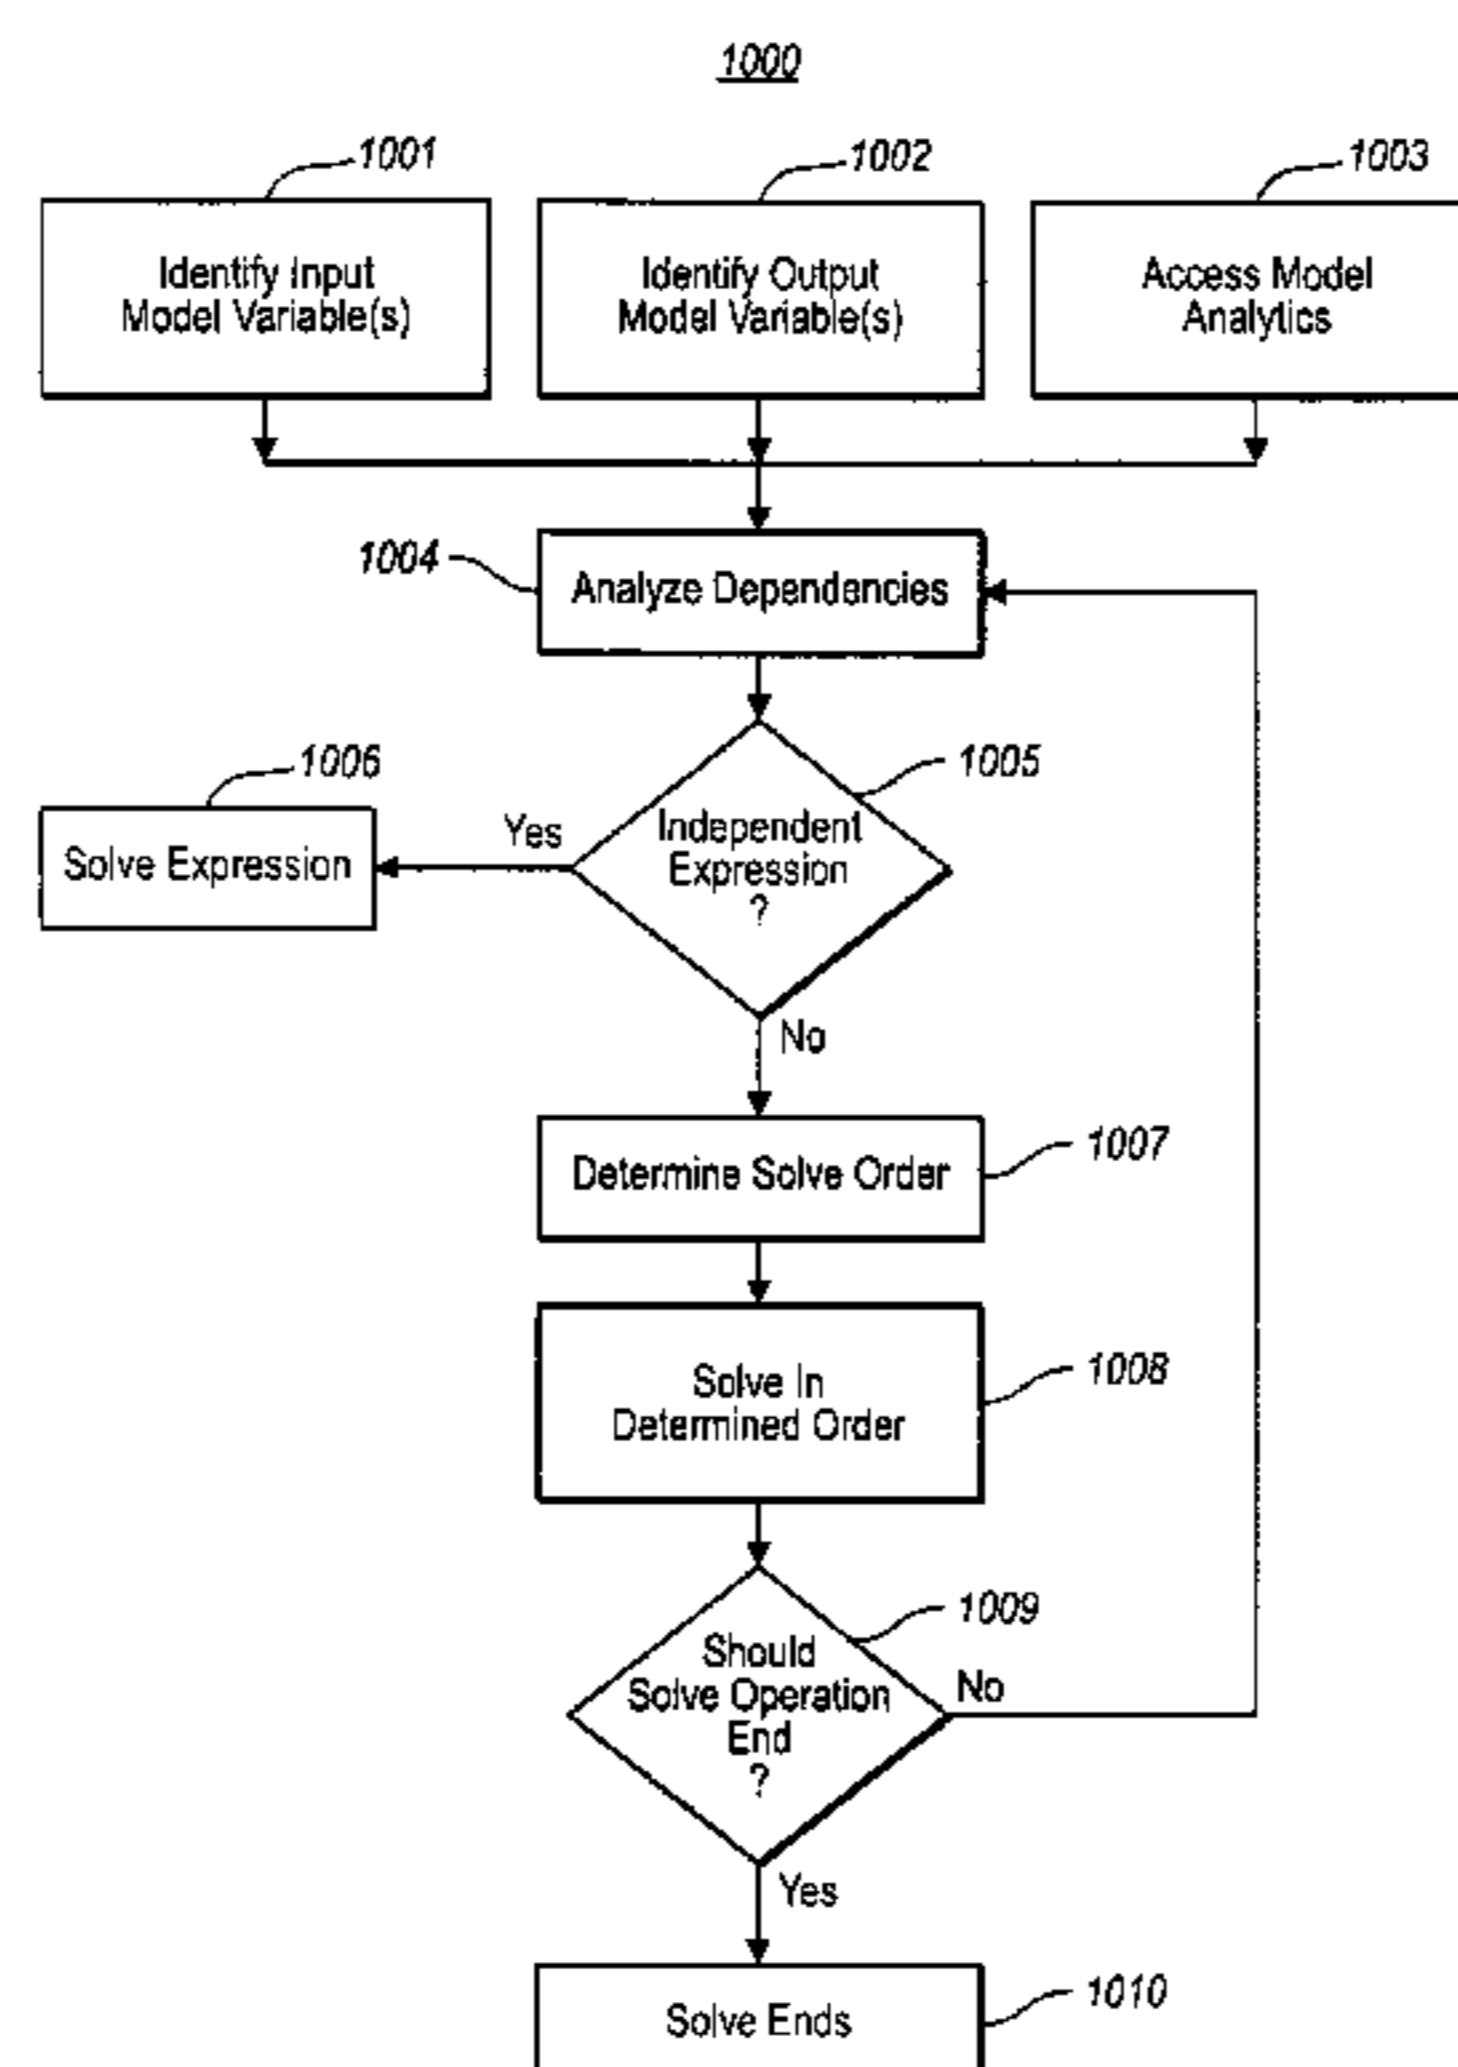 1000
1001
1002
1003
Identify Input
Model Variable(s)
Identify Output
Model Variable(s)
Access Model
Analytics
1004
Analyze Dependencies
1006
1005
Solve Expression
Yes
Independent
Expression
?
No
1007
Determine Solve Order
1008
Solve In
Determined Order
1009
Should
Solve Operation
End
?
No
Yes
1010
Solve Ends